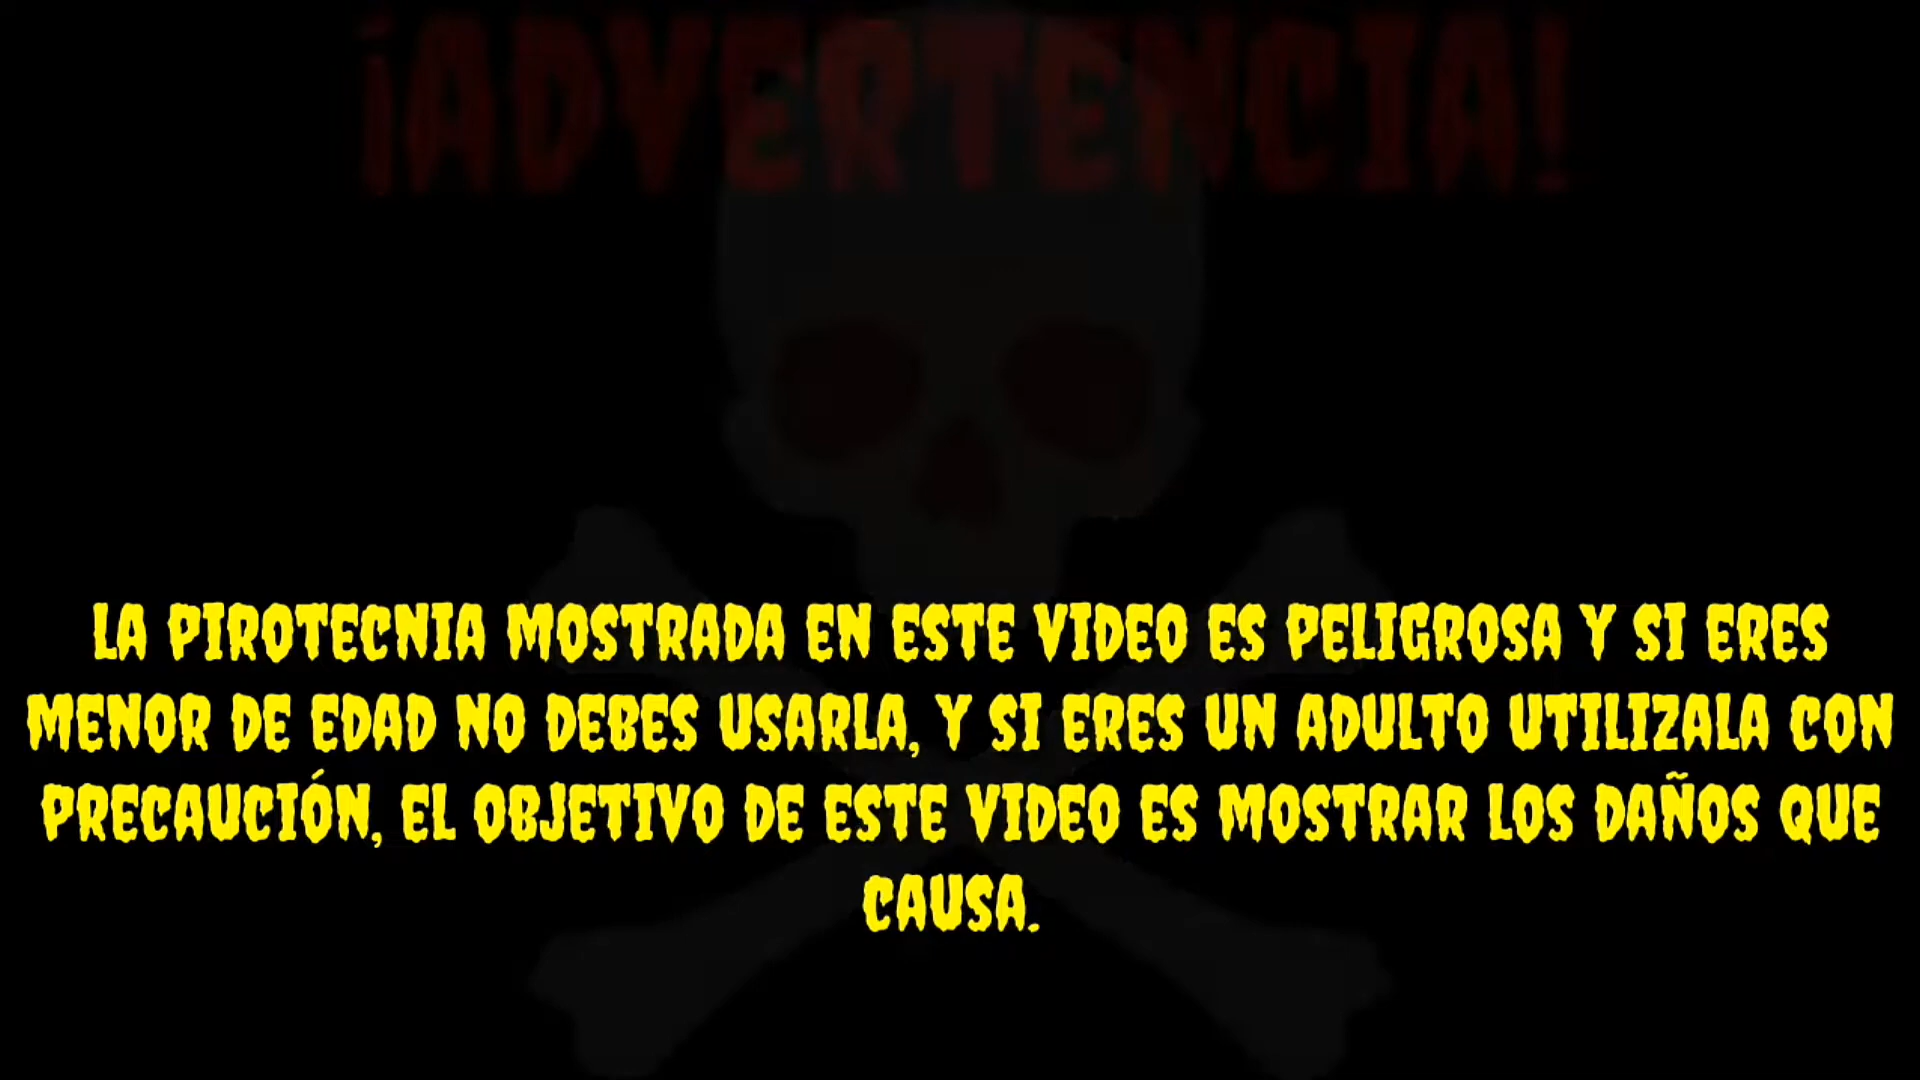 ¡ADVERTENCIA!
LA PIROTECNIA MOSTRADA EN ESTE VIDEO ES PELIGROSA Y SI ERES
MENOR DE EDAD NO DEBES USARLA, Y SI ERES UN ADULTO UTILIZALA CON
PRECAUCIÓN, EL OBJETIVO DE ESTE VIDEO ES MOSTRAR LOS DAÑOS QUE
CAUSA.